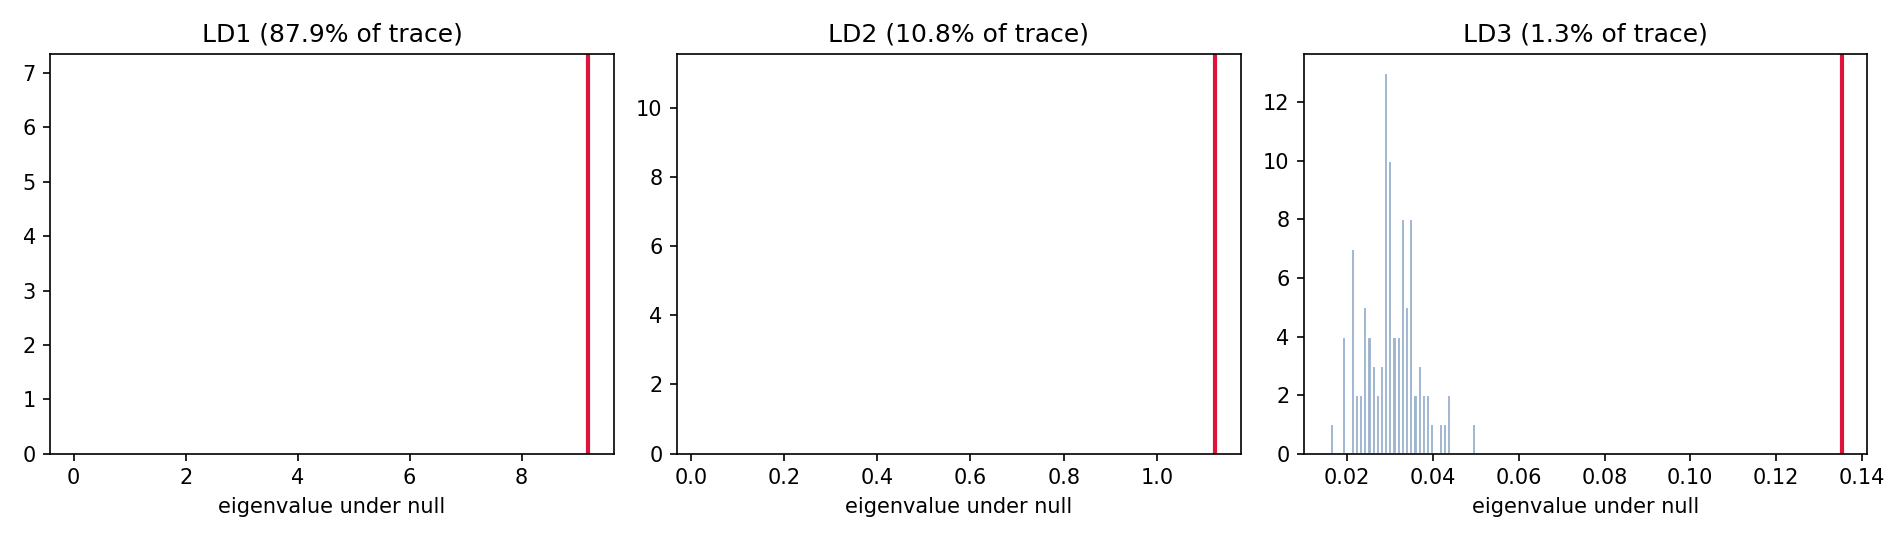 LD1 (87.9% of trace)
7
6
5
4
3
2
1
0
0 2 4 6 8
eigenvalue under null
LD2 (10.8% of trace)
10
8
6
4
2
0
0.0 0.2 0.4 0.6 0.8 1.0
eigenvalue under null
LD3 (1.3% of trace)
12
10
8
6
4
2
0
0.02 0.04 0.06 0.08 0.10 0.12 0.14
eigenvalue under null